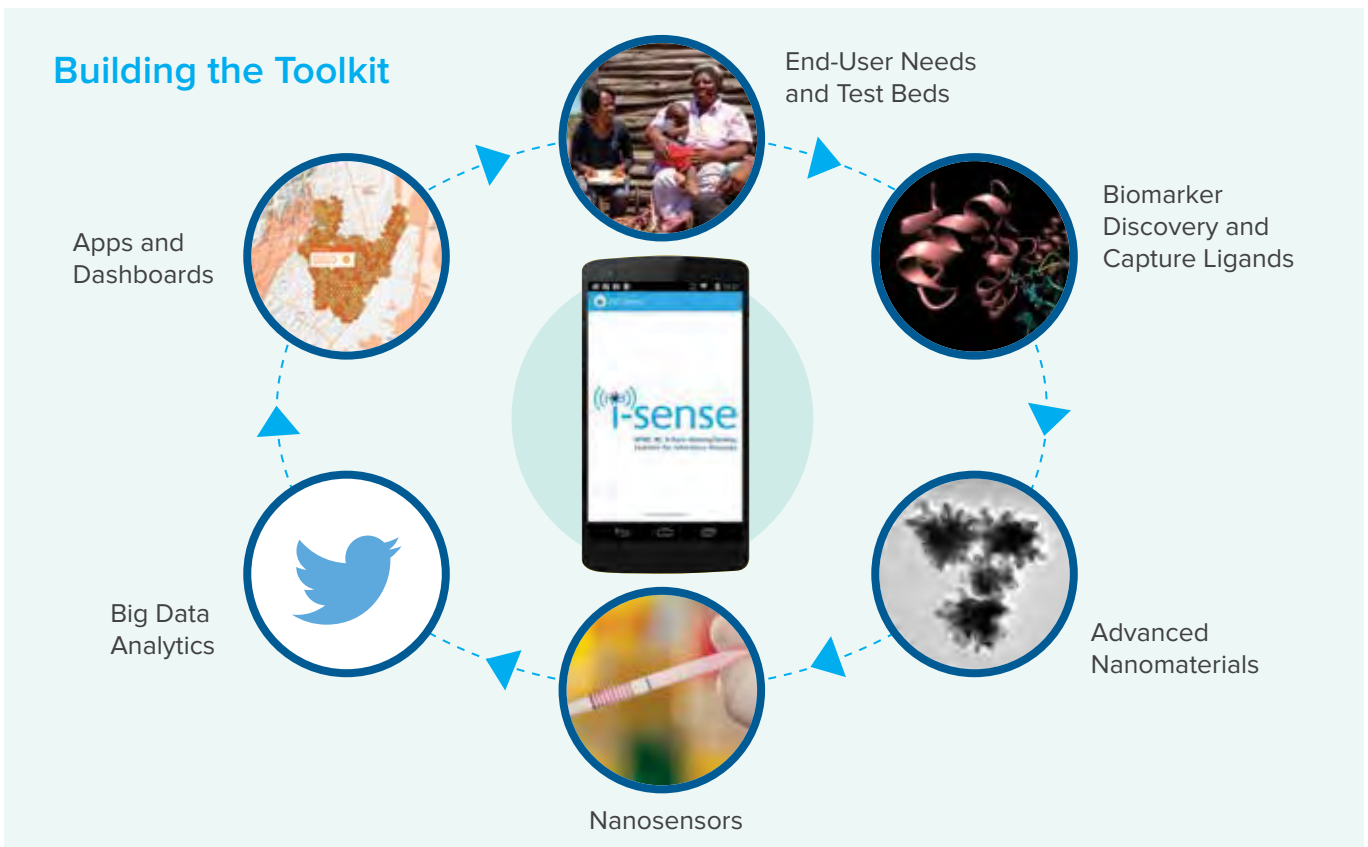 Building the Toolkit
End-User Needs
and Test Beds
Biomarker
Discovery and
Capture Ligands
Advanced
Nanomaterials
Nanosensors
Big Data
Analytics
Apps and
Dashboards
i-sense